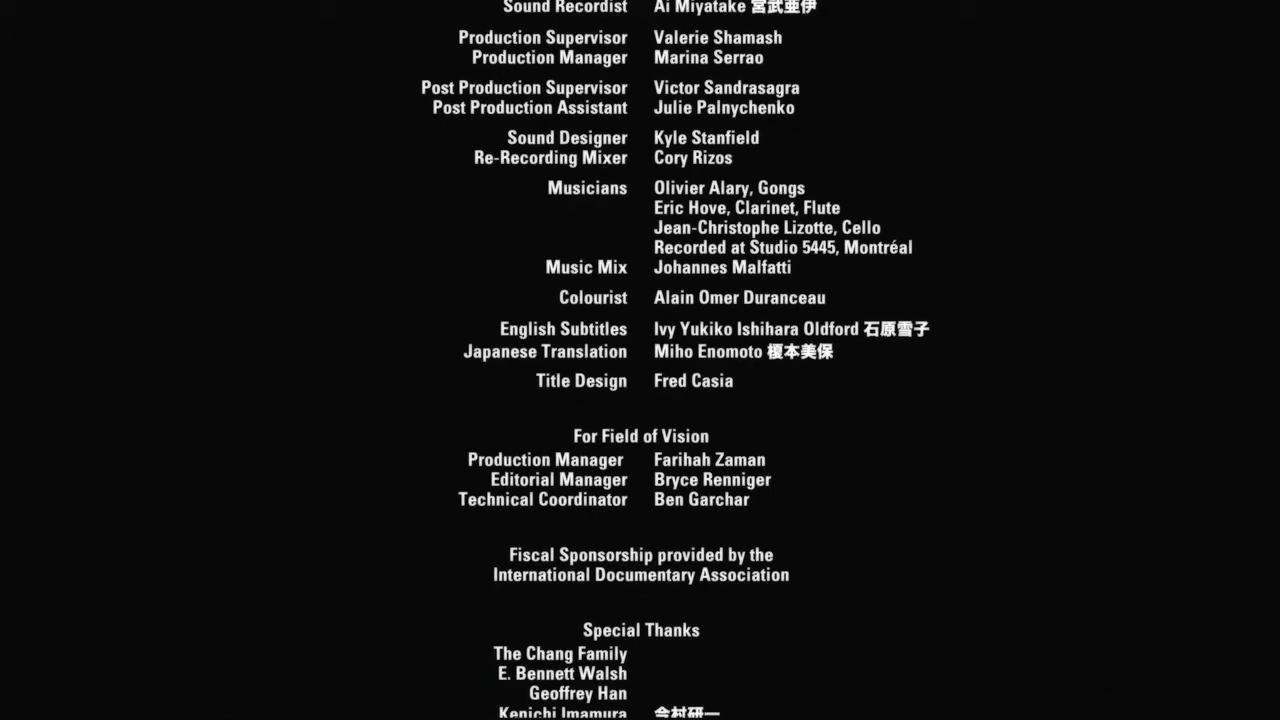 Sound Recordist Ai Miyatake 宮武亜伊
Production Supervisor Valerie Shamash
Production Manager Marina Serrao
Post Production Supervisor Victor Sandrasagra
Post Production Assistant Julie Palnychenko
Sound Designer Kyle Stanfield
Re-Recording Mixer Cory Rizos
Musicians Olivier Alary, Gongs
Eric Hove, Clarinet, Flute
Jean-Christophe Lizotte, Cello
Recorded at Studio 5445, Montréal
Music Mix Johannes Malfatti
Colourist Alain Omer Duranceau
English Subtitles Ivy Yukiko Ishihara Oldford 石原雪子
Japanese Translation Miho Enomoto 榎本美保
Title Design Fred Casia
For Field of Vision
Production Manager Farihah Zaman
Editorial Manager Bryce Renniger
Technical Coordinator Ben Garchar
Fiscal Sponsorship provided by the
International Documentary Association
Special Thanks
The Chang Family
E. Bennett Walsh
Geoffrey Han
Kenichi Imamura 今村研一